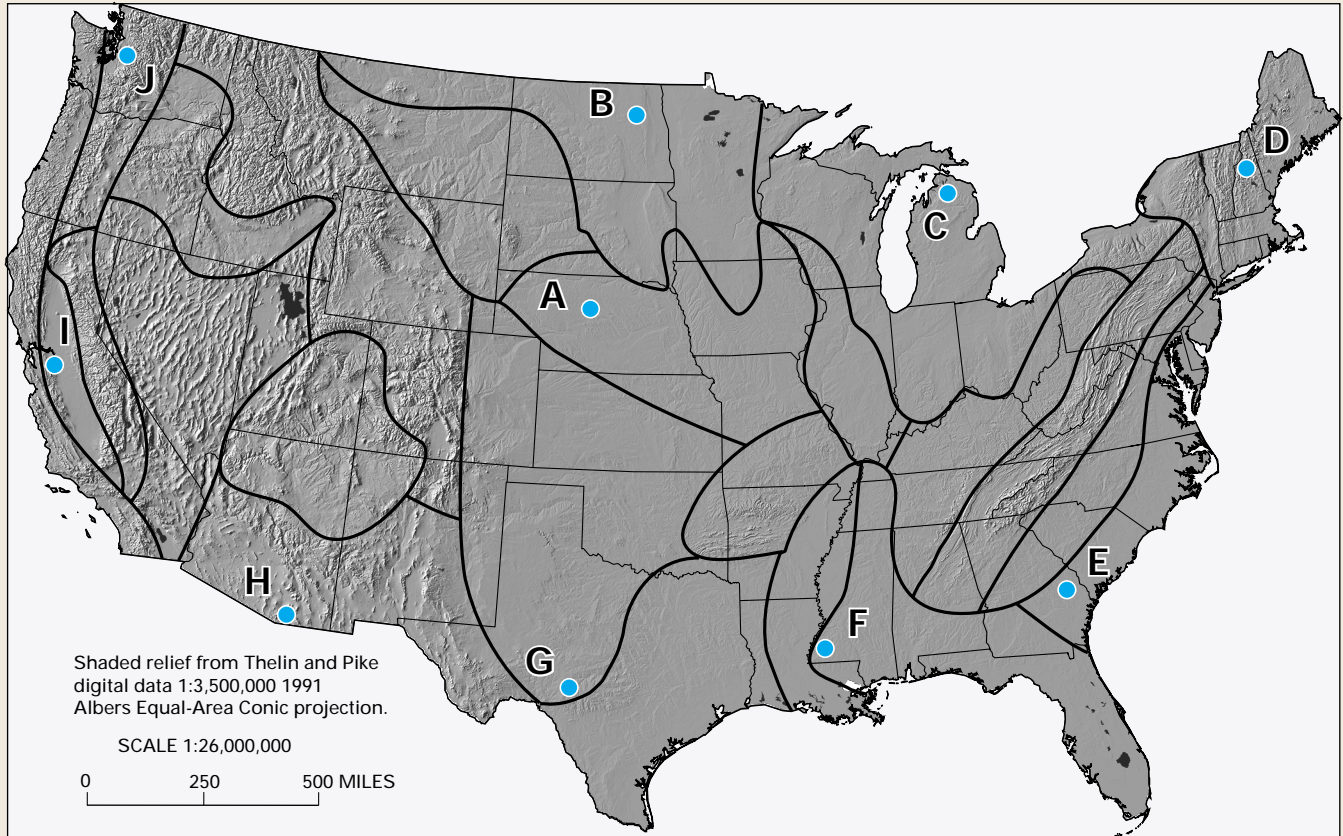 J
B
D
C
A
I
E
H
F
G
Shaded relief from Thelin and Pike
digital data 1:3,500,000 1991
Albers Equal-Area Conic projection.
SCALE 1:26,000,000
0 250 500 MILES